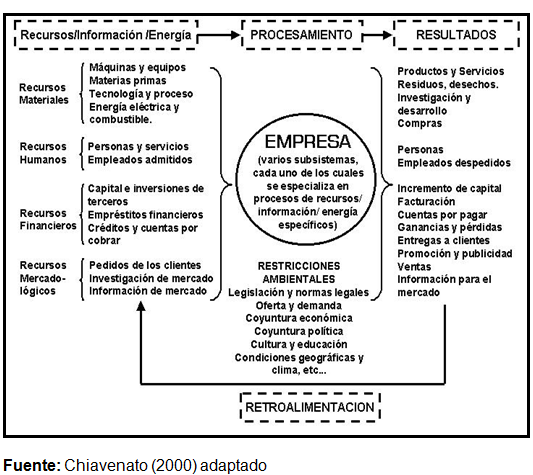 Recursos/Información /Energía
PROCESAMIENTO
RESULTADOS
Recursos
Materiales
Máquinas y equipos
Materias primas
Tecnología y proceso
Energía eléctrica y
combustible.
Recursos
Humanos
Personas y servicios
Empleados admitidos
Recursos
Financieros
Capital e inversiones de
terceros
Empréstitos financieros
Créditos y cuentas por
cobrar
Recursos
Mercado-
lógicos
Pedidos de los clientes
Investigación de mercado
Información de mercado
EMPRESA
(varios subsistemas,
cada uno de los cuales
se especializa en
procesos de recursos/
información/ energía
específicos)
RESTRICCIONES
AMBIENTALES
Legislación y normas legales
Oferta y demanda
Coyuntura económica
Coyuntura política
Cultura y educación
Condiciones geográficas y
clima, etc...
Productos y Servicios
Residuos, desechos.
Investigación y
desarrollo
Compras
Personas
Empleados despedidos
Incremento de capital
Facturación
Cuentas por pagar
Ganancias y pérdidas
Entregas a clientes
Promoción y publicidad
Ventas
Información para el
mercado
RETROALIMENTACION
Fuente: Chiavenato (2000) adaptado